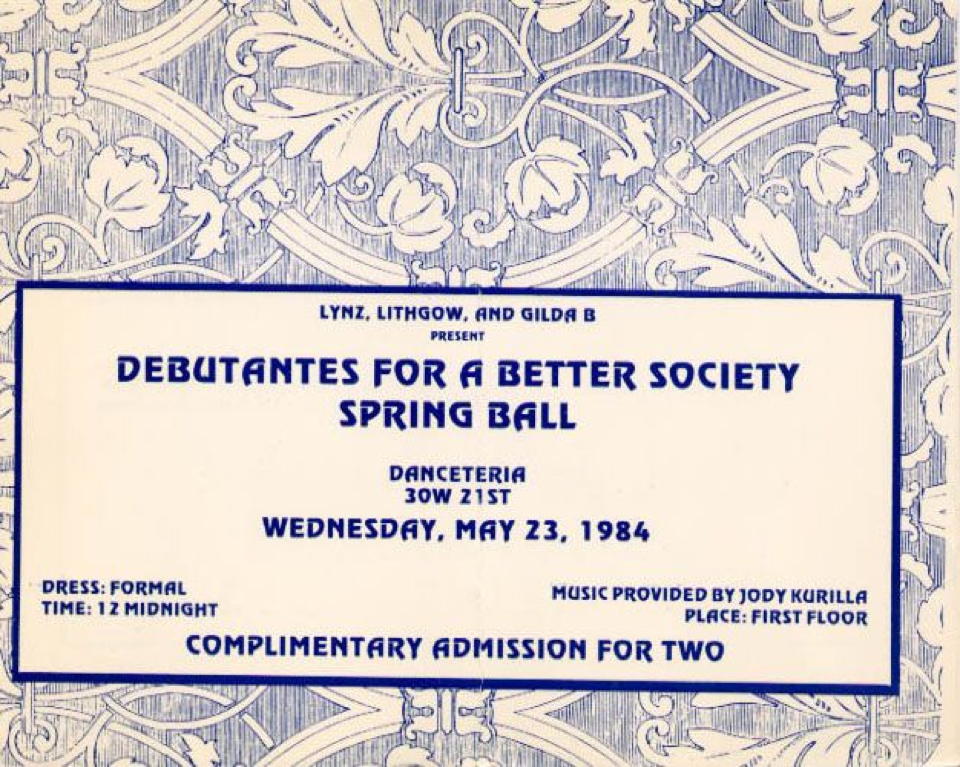 LYNZ, LITHGOW, AND GILDA B
PRESENT
DEBUTANTES FOR A BETTER SOCIETY
SPRING BALL
DANCETERIA
30W 21ST
WEDNESDAY, MAY 23, 1984
DRESS: FORMAL
TIME: 12 MIDNIGHT
MUSIC PROVIDED BY JODY KURILLA
PLACE: FIRST FLOOR
COMPLIMENTARY ADMISSION FOR TWO